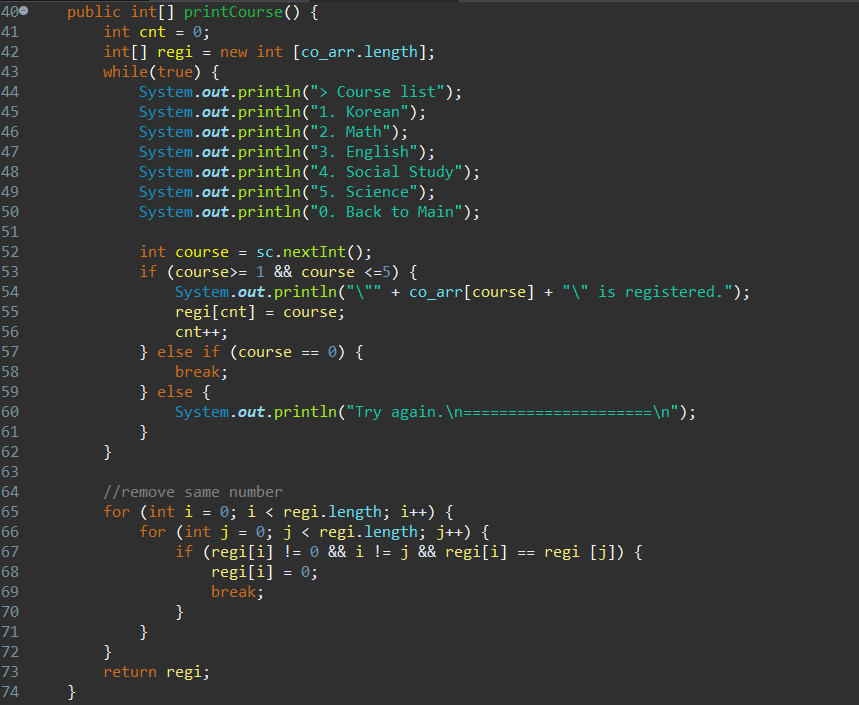 40 public int[] printCourse() {
41 int cnt = 0;
42 int[] regi = new int [co_arr.length];
43 while(true) {
44 System.out.println("> Course list");
45 System.out.println("1. Korean");
46 System.out.println("2. Math");
47 System.out.println("3. English");
48 System.out.println("4. Social Study");
49 System.out.println("5. Science");
50 System.out.println("0. Back to Main");
51
52 int course = sc.nextInt();
53 if (course>= 1 && course <=5) {
54 System.out.println("\"" + co_arr[course] + "\" is registered.");
55 regi[cnt] = course;
56 cnt++;
57 } else if (course == 0) {
58 break;
59 } else {
60 System.out.println("Try again.\n=====================\n");
61 }
62 }
63
64 //remove same number
65 for (int i = 0; i < regi.length; i++) {
66 for (int j = 0; j < regi.length; j++) {
67 if (regi[i] != 0 && i != j && regi[i] == regi [j]) {
68 regi[i] = 0;
69 break;
70 }
71 }
72 }
73 return regi;
74 }